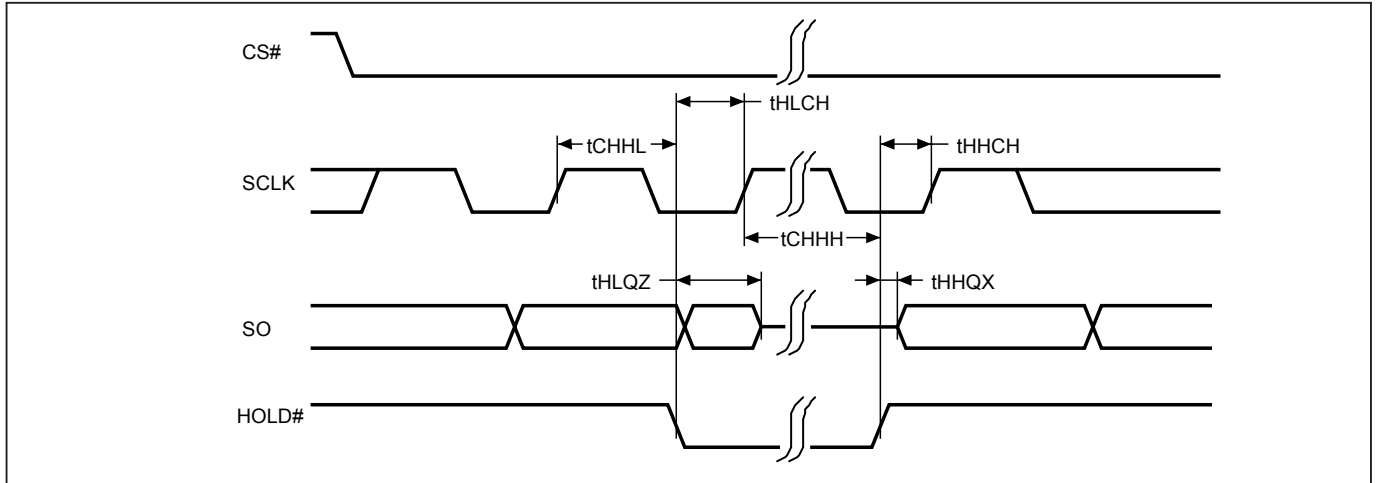 CS#
tHLCH
tCHHL
tHHCH
SCLK
tCHHH
tHLQZ
tHHQX
SO
HOLD#